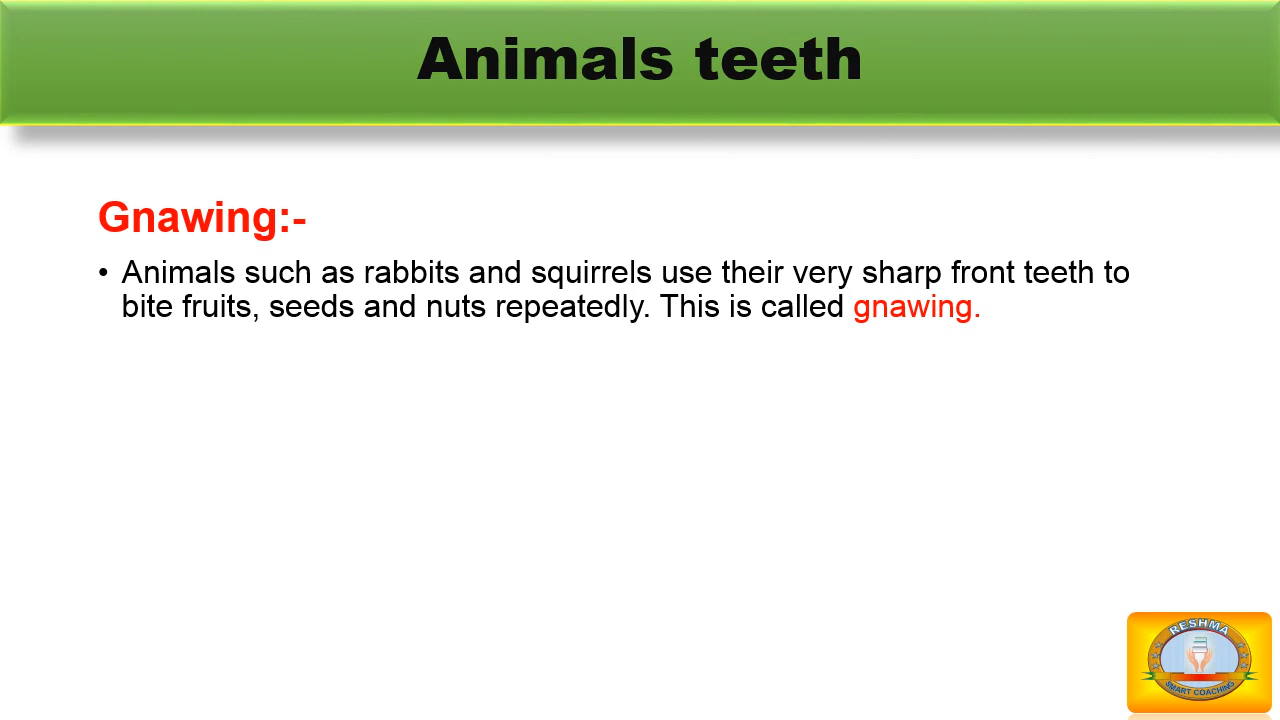 Animals teeth
Gnawing:-
• Animals such as rabbits and squirrels use their very sharp front teeth to
bite fruits, seeds and nuts repeatedly. This is called gnawing.
RESHMA
SMART COACHING